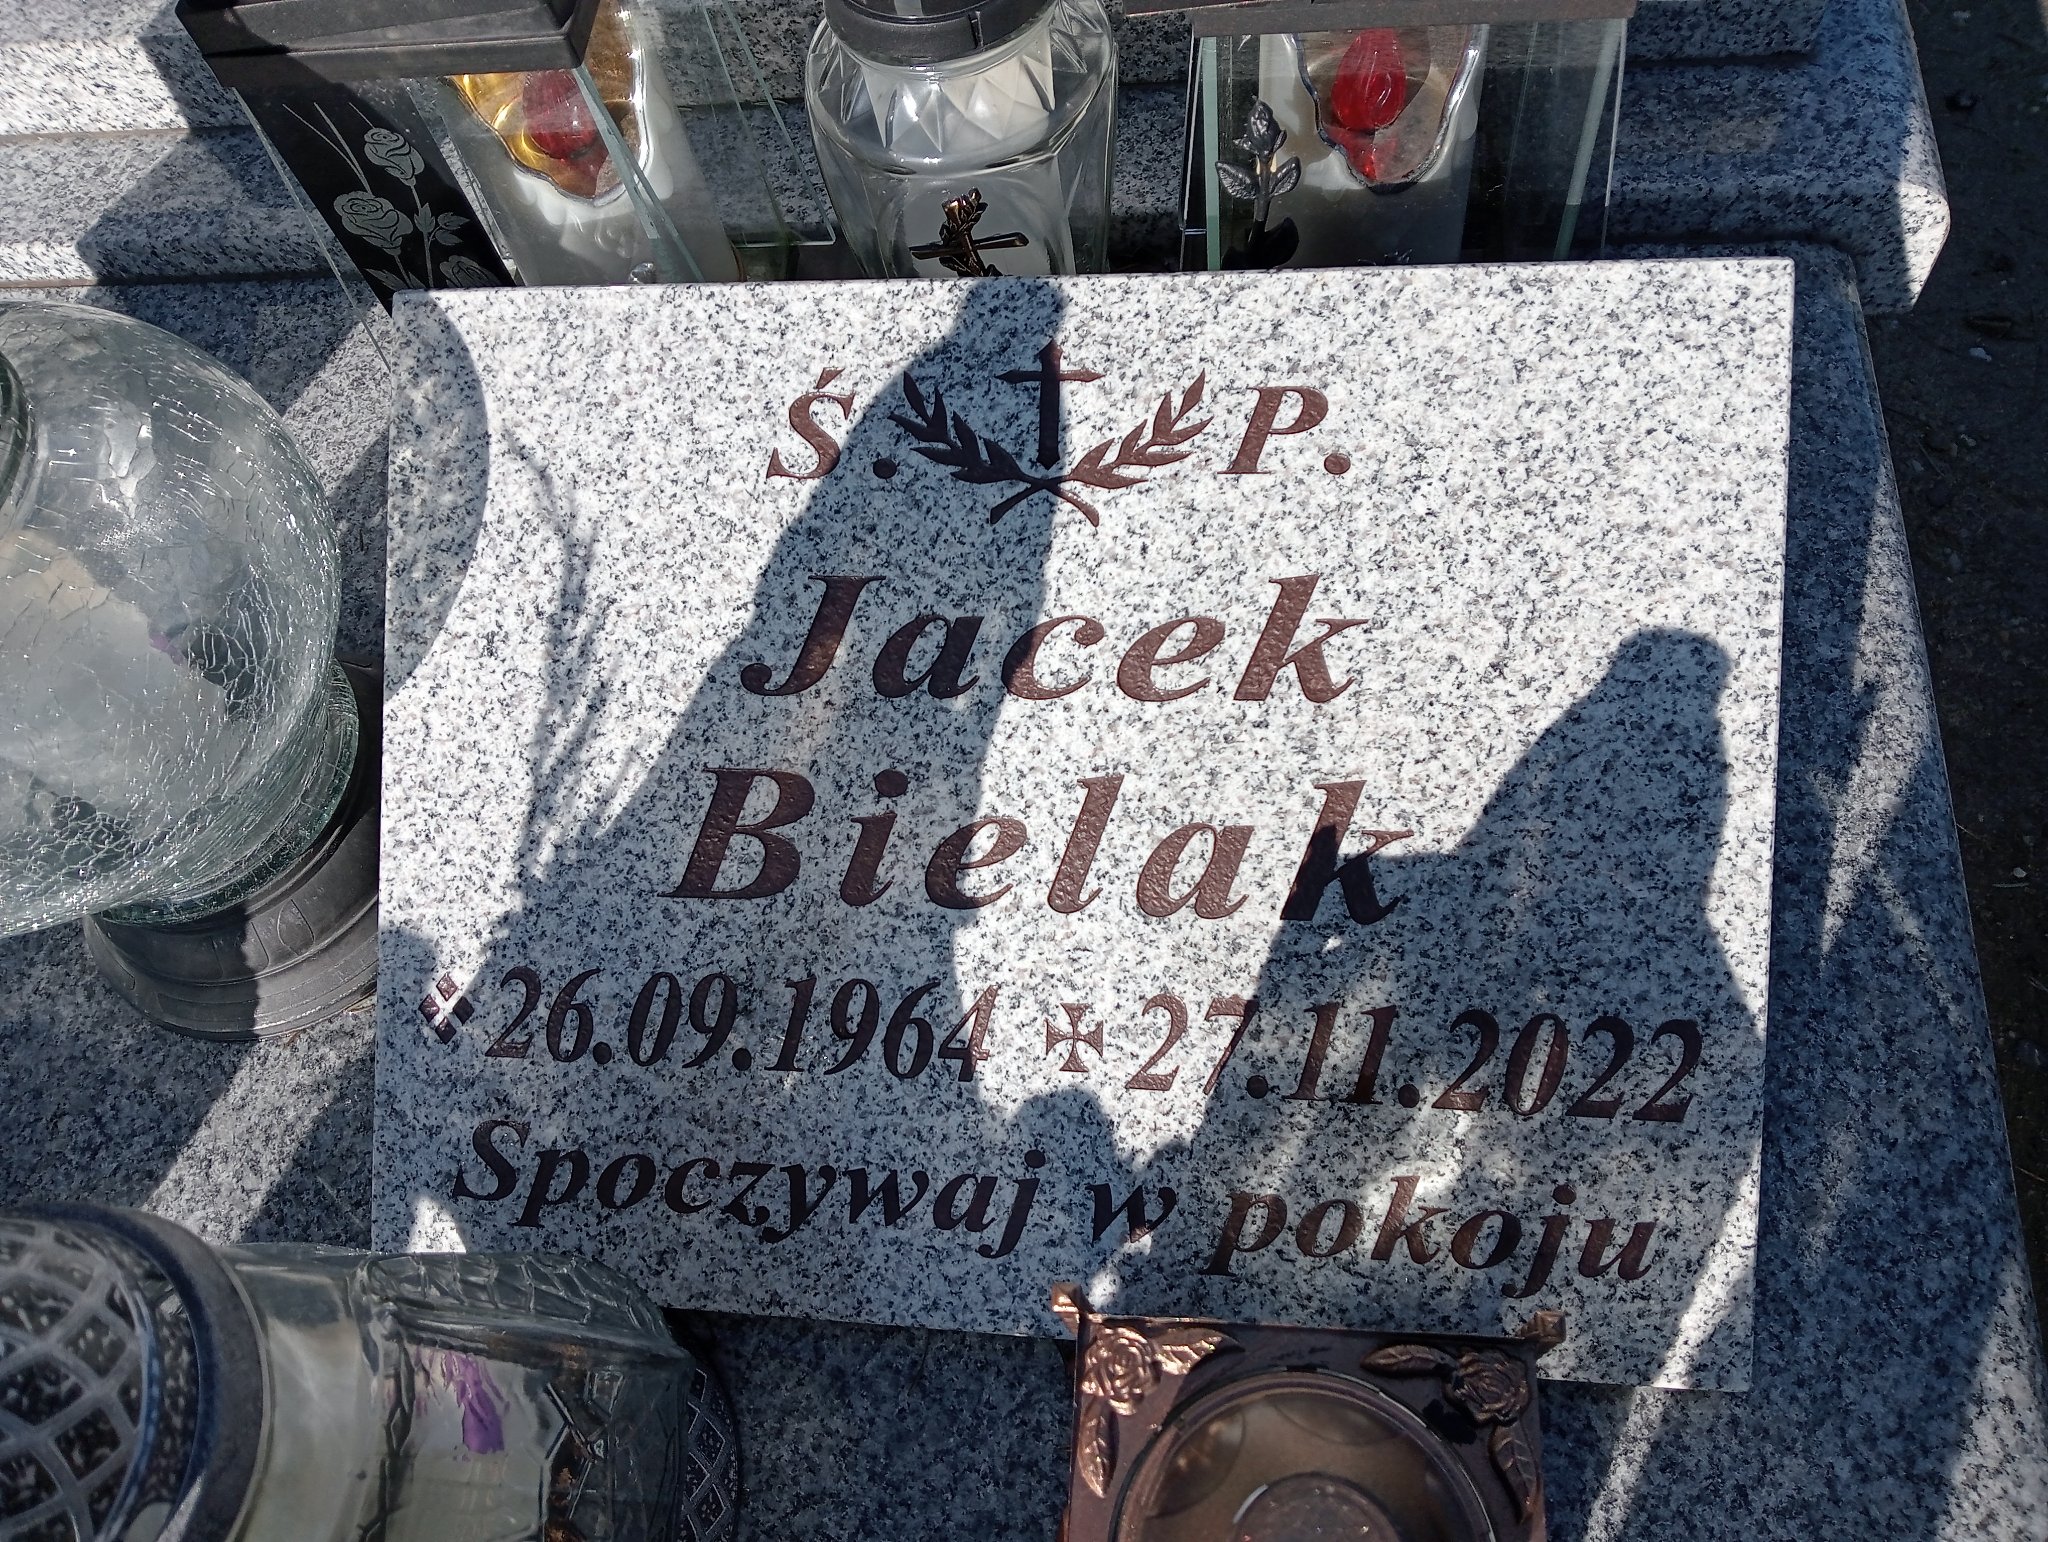 Ś. P.
Jacek
Bielak
26.09.1964 ✠ 27.11.2022
Spoczywaj w pokoju